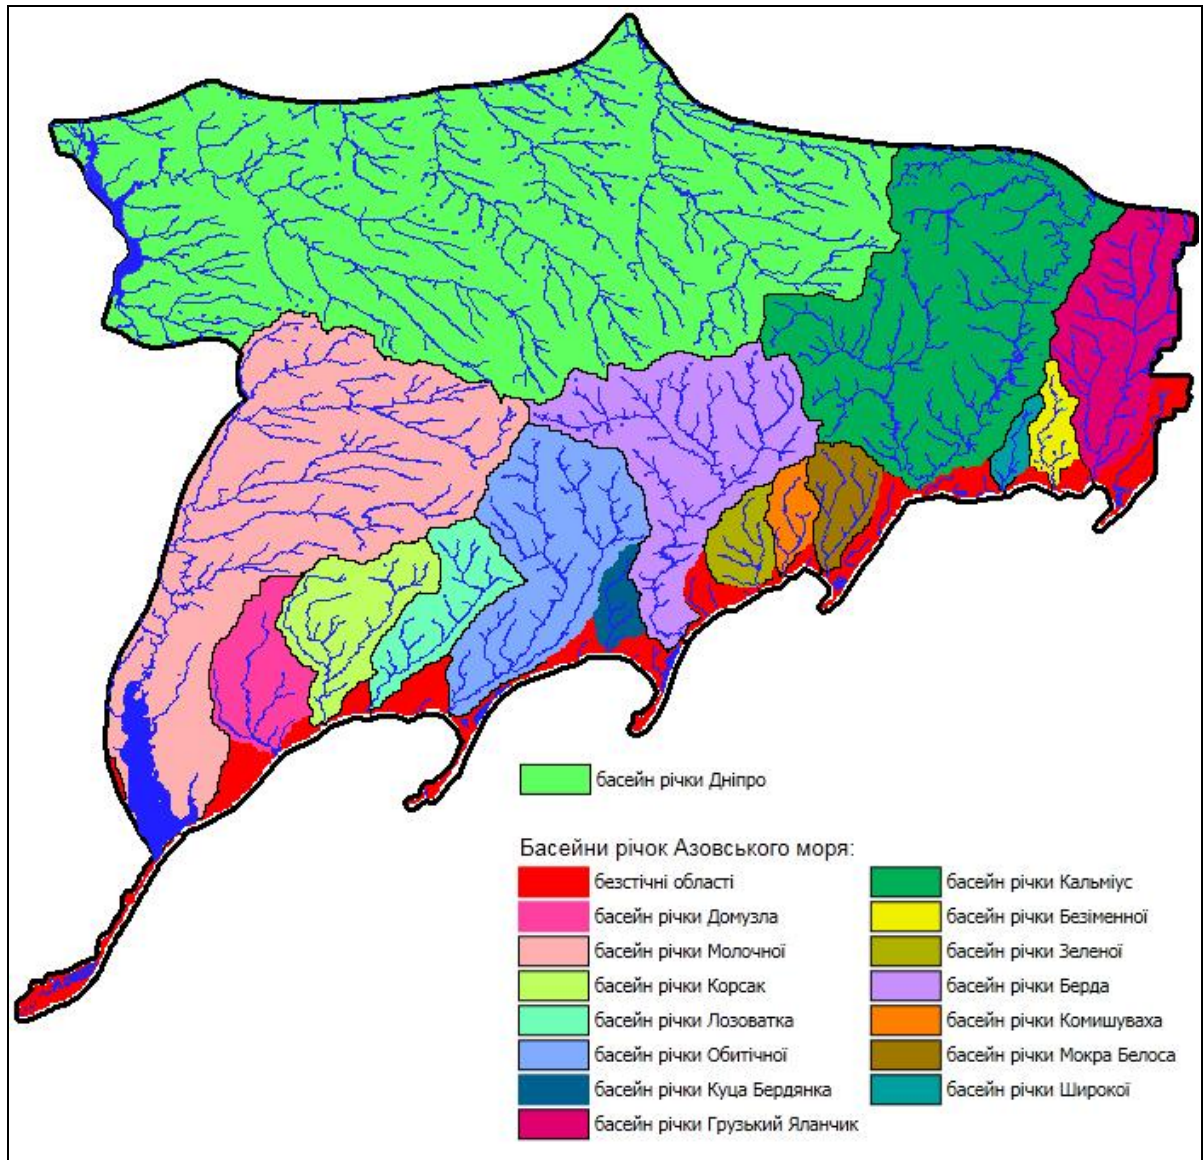 басейн річки Дніпро
Басейни річок Азовського моря:
безстічні області
басейн річки Домузла
басейн річки Молочної
басейн річки Корсак
басейн річки Лозоватка
басейн річки Обитічної
басейн річки Куца Бердянка
басейн річки Грузький Яланчик
басейн річки Кальміус
басейн річки Безіменної
басейн річки Зеленої
басейн річки Берда
басейн річки Комишуваха
басейн річки Мокра Белоса
басейн річки Широкої